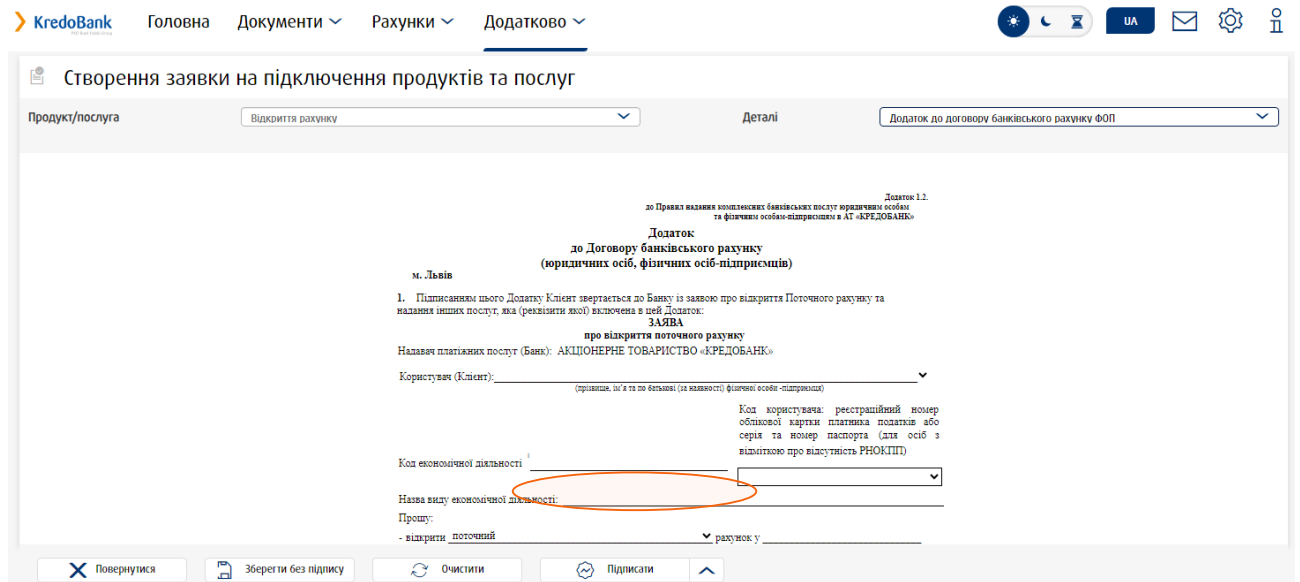 KredoBank Головна Документи Рахунки Додатково UA
Створення заявки на підключення продуктів та послуг
Продукт/послуга Відкриття рахунку Деталі Додаток до договору банківського рахунку ФОП
Додаток 1.2.
до Правил надання комплексних банківських послуг юридичним особам
та фізичним особам-підприємцям в АТ «КРЕДОБАНК»
Додаток
до Договору банківського рахунку
(юридичних осіб, фізичних осіб-підприємців)
м. Львів
1. Підписанням цього Додатку Клієнт звертається до Банку із заявою про відкриття Поточного рахунку та
надання інших послуг, яка (реквізити якої) включена в цей Додаток:
ЗАЯВА
про відкриття поточного рахунку
Надавач платіжних послуг (Банк): АКЦІОНЕРНЕ ТОВАРИСТВО «КРЕДОБАНК»
Користувач (Клієнт):
(прізвище, ім'я та по батькові (за наявності) фізичної особи -підприємця)
Код користувача: реєстраційний номер
облікової картки платника податків або
серія та номер паспорта (для осіб з
відміткою про відсутність РНОКПП)
Код економічної діяльності
Назва виду економічної діяльності:
Прошу:
- відкрити поточний рахунок у
Повернутися Зберегти без підпису Очистити Підписати